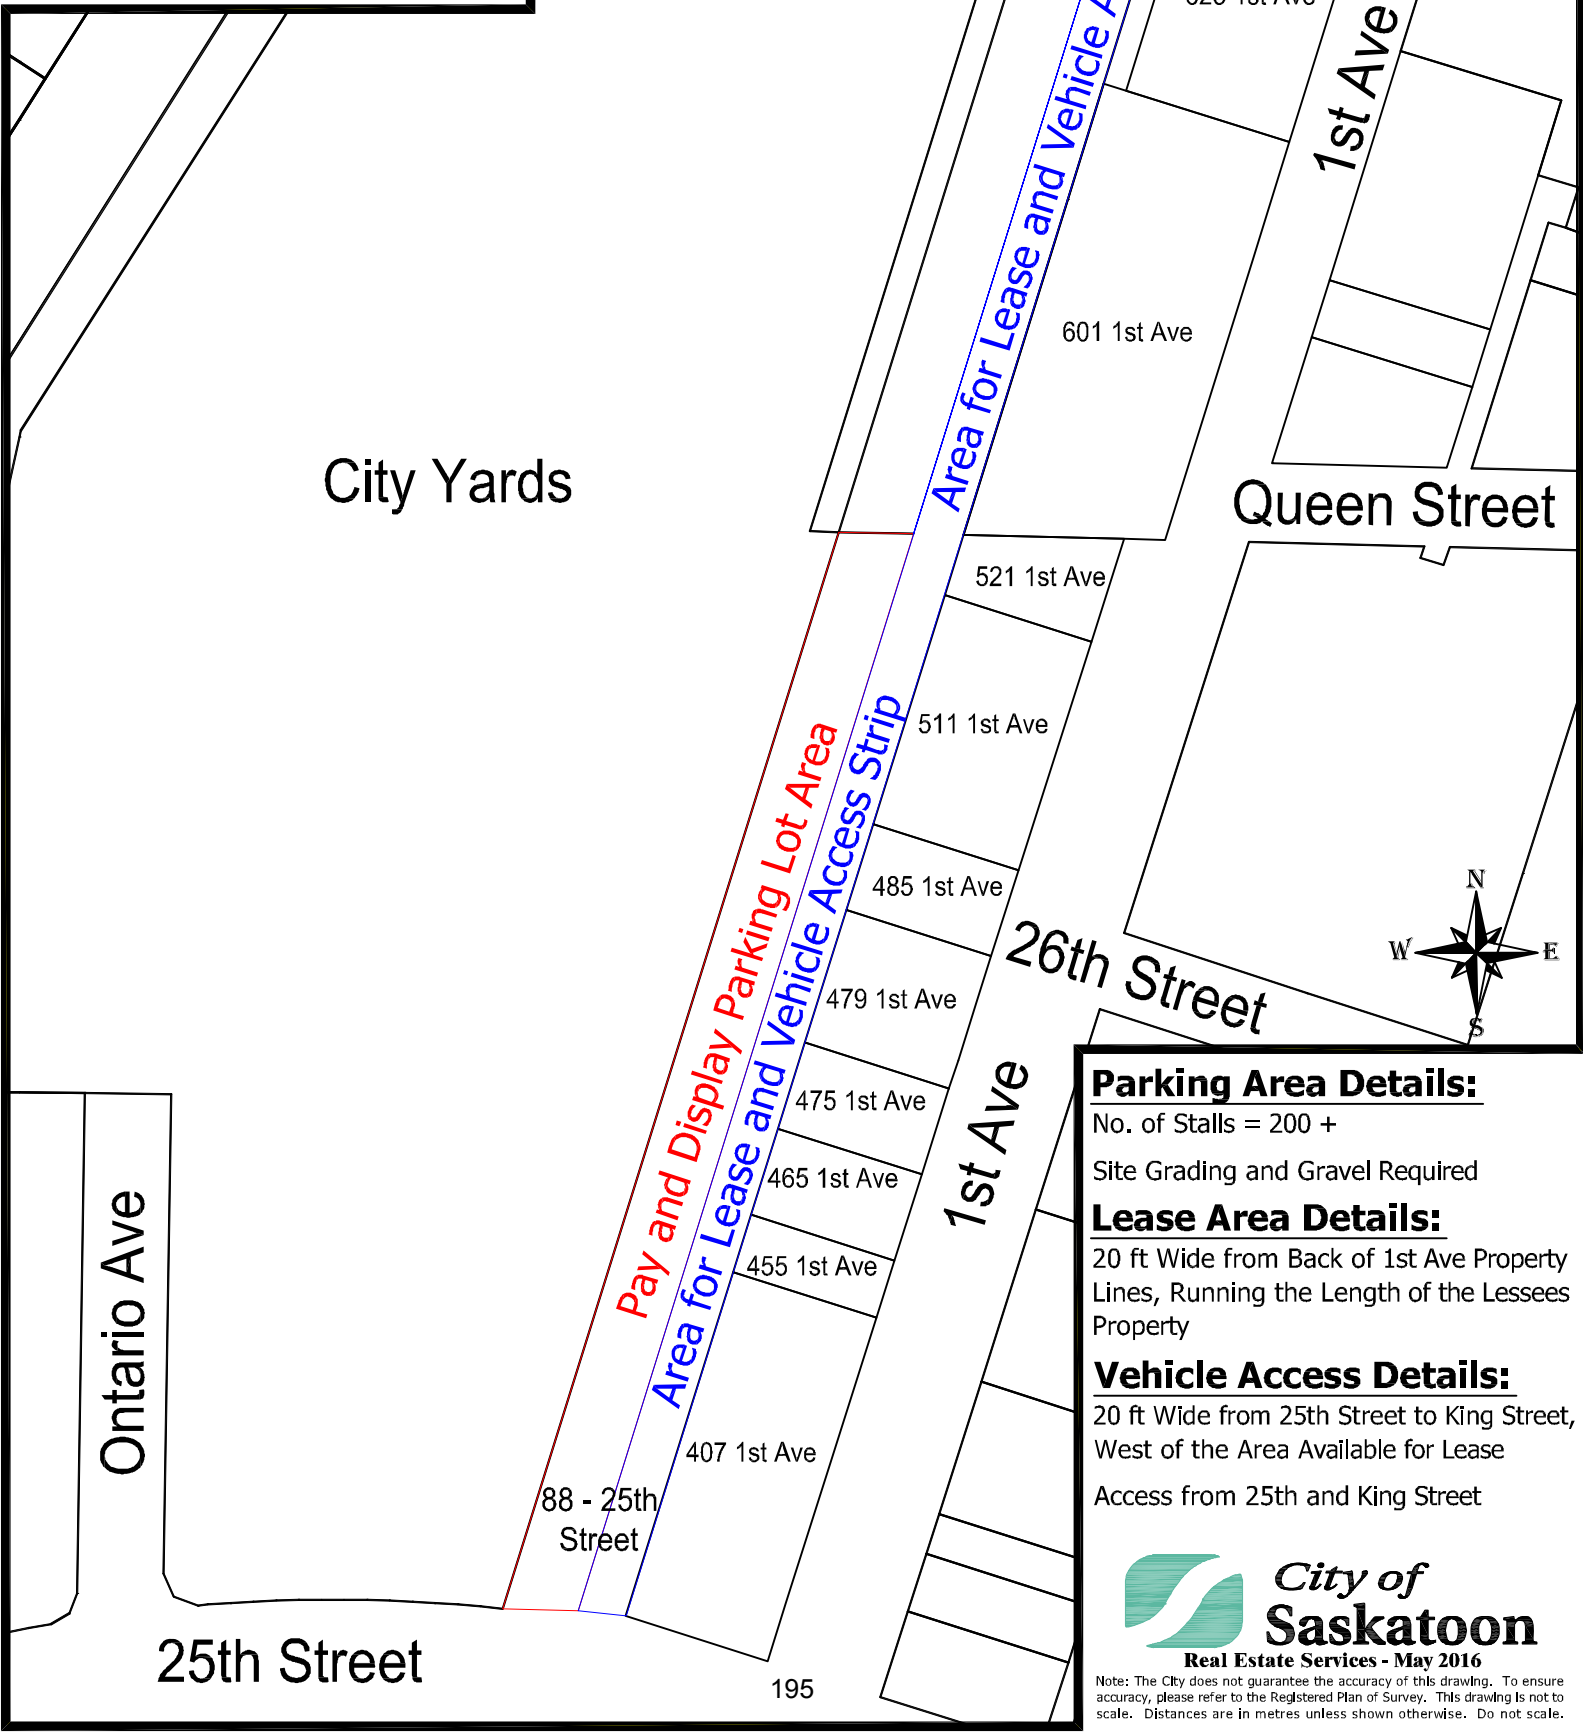 1st Ave
Area for Lease and Vehicle
601 1st Ave
City Yards
Queen Street
521 1st Ave
511 1st Ave
Pay and Display Parking Lot Area
Area for Lease and Vehicle Access Strip
485 1st Ave
26th Street
N
W
E
S
479 1st Ave
475 1st Ave
1st Ave
465 1st Ave
455 1st Ave
Ontario Ave
407 1st Ave
88 - 25th
Street
25th Street
195
Parking Area Details:
No. of Stalls = 200 +
Site Grading and Gravel Required
Lease Area Details:
20 ft Wide from Back of 1st Ave Property
Lines, Running the Length of the Lessees
Property
Vehicle Access Details:
20 ft Wide from 25th Street to King Street,
West of the Area Available for Lease
Access from 25th and King Street
City of
Saskatoon
Real Estate Services - May 2016
Note: The City does not guarantee the accuracy of this drawing. To ensure
accuracy, please refer to the Registered Plan of Survey. This drawing is not to
scale. Distances are in metres unless shown otherwise. Do not scale.